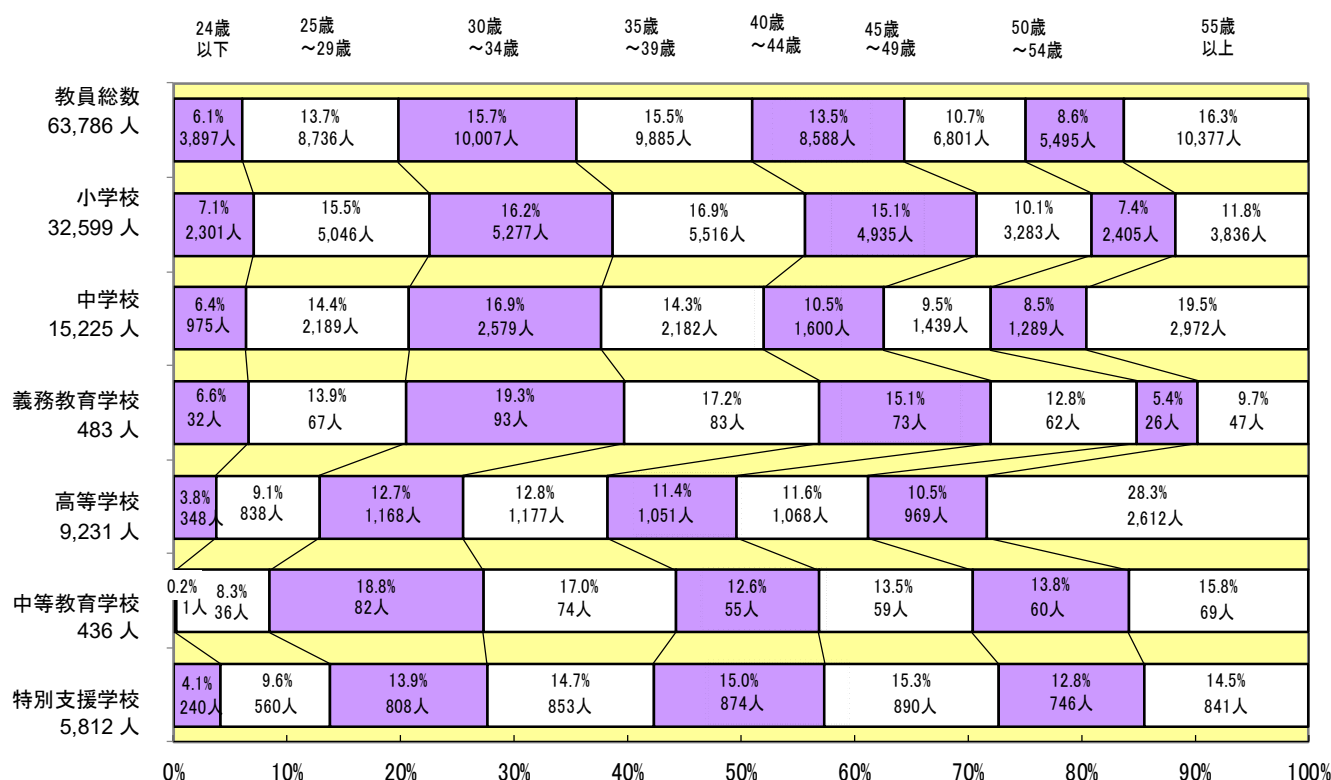 24歳 25歳 30歳 35歳 40歳 45歳 50歳 55歳
以下 ～29歳 ～34歳 ～39歳 ～44歳 ～49歳 ～54歳 以上
教員総数
63,786 人
6.1% 13.7% 15.7% 15.5% 13.5% 10.7% 8.6% 16.3%
3,897人 8,736人 10,007人 9,885人 8,588人 6,801人 5,495人 10,377人
小学校
32,599 人
7.1% 15.5% 16.2% 16.9% 15.1% 10.1% 7.4% 11.8%
2,301人 5,046人 5,277人 5,516人 4,935人 3,283人 2,405人 3,836人
中学校
15,225 人
6.4% 14.4% 16.9% 14.3% 10.5% 9.5% 8.5% 19.5%
975人 2,189人 2,579人 2,182人 1,600人 1,439人 1,289人 2,972人
義務教育学校
483 人
6.6% 13.9% 19.3% 17.2% 15.1% 12.8% 5.4% 9.7%
32人 67人 93人 83人 73人 62人 26人 47人
高等学校
9,231 人
3.8% 9.1% 12.7% 12.8% 11.4% 11.6% 10.5% 28.3%
348人 838人 1,168人 1,177人 1,051人 1,068人 969人 2,612人
中等教育学校
436 人
0.2% 8.3% 18.8% 17.0% 12.6% 13.5% 13.8% 15.8%
1人 36人 82人 74人 55人 59人 60人 69人
特別支援学校
5,812 人
4.1% 9.6% 13.9% 14.7% 15.0% 15.3% 12.8% 14.5%
240人 560人 808人 853人 874人 890人 746人 841人
0% 10% 20% 30% 40% 50% 60% 70% 80% 90% 100%